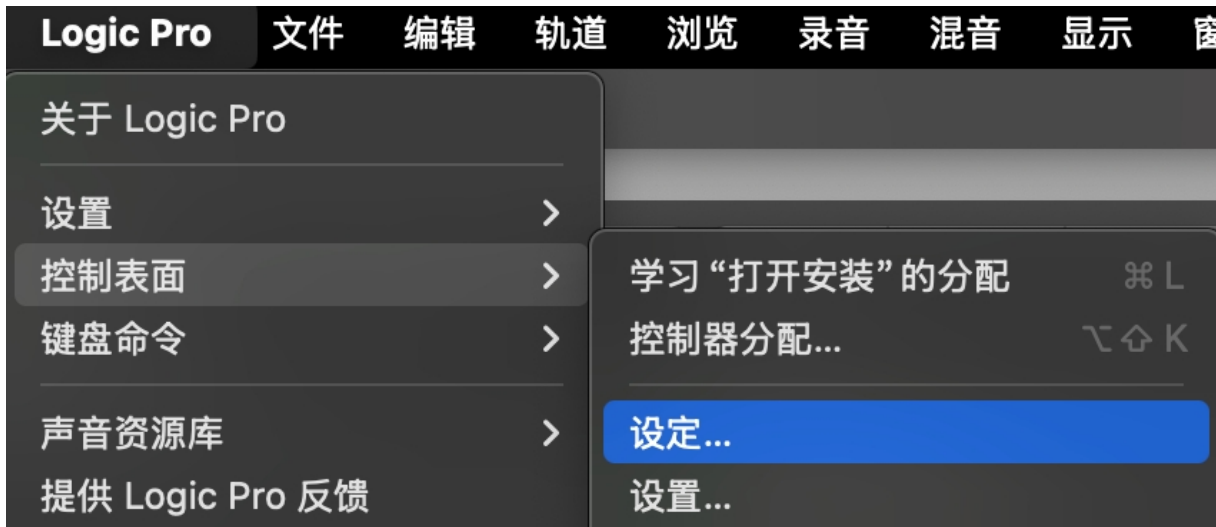 Logic Pro 文件 编辑 轨道 浏览 录音 混音 显示
关于 Logic Pro
设置
控制表面
键盘命令
声音资源库
提供 Logic Pro 反馈
学习“打开安装”的分配 ⌘ L
控制器分配... ⌥⇧ K
设定...
设置...